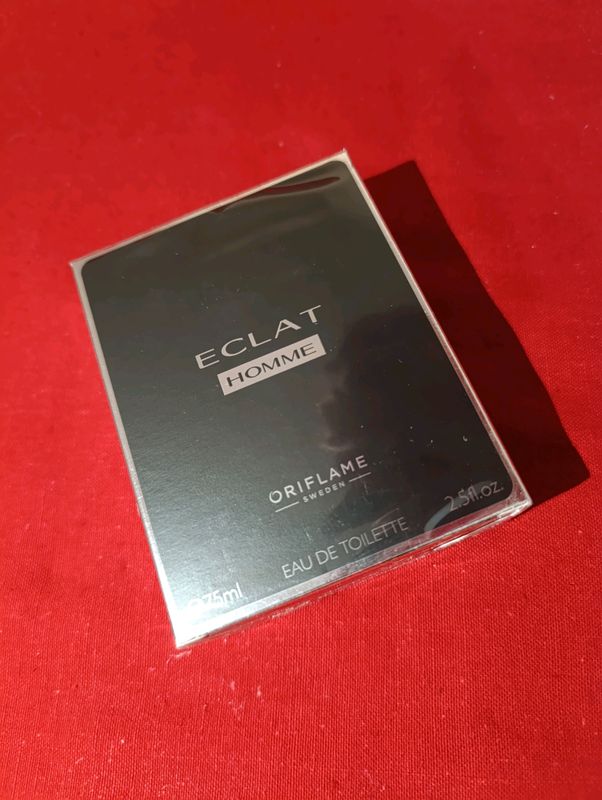 ECLAT
HOMME
ORIFLAME
SWEDEN
EAU DE TOILETTE
℮75ml
2.5fl.oz.